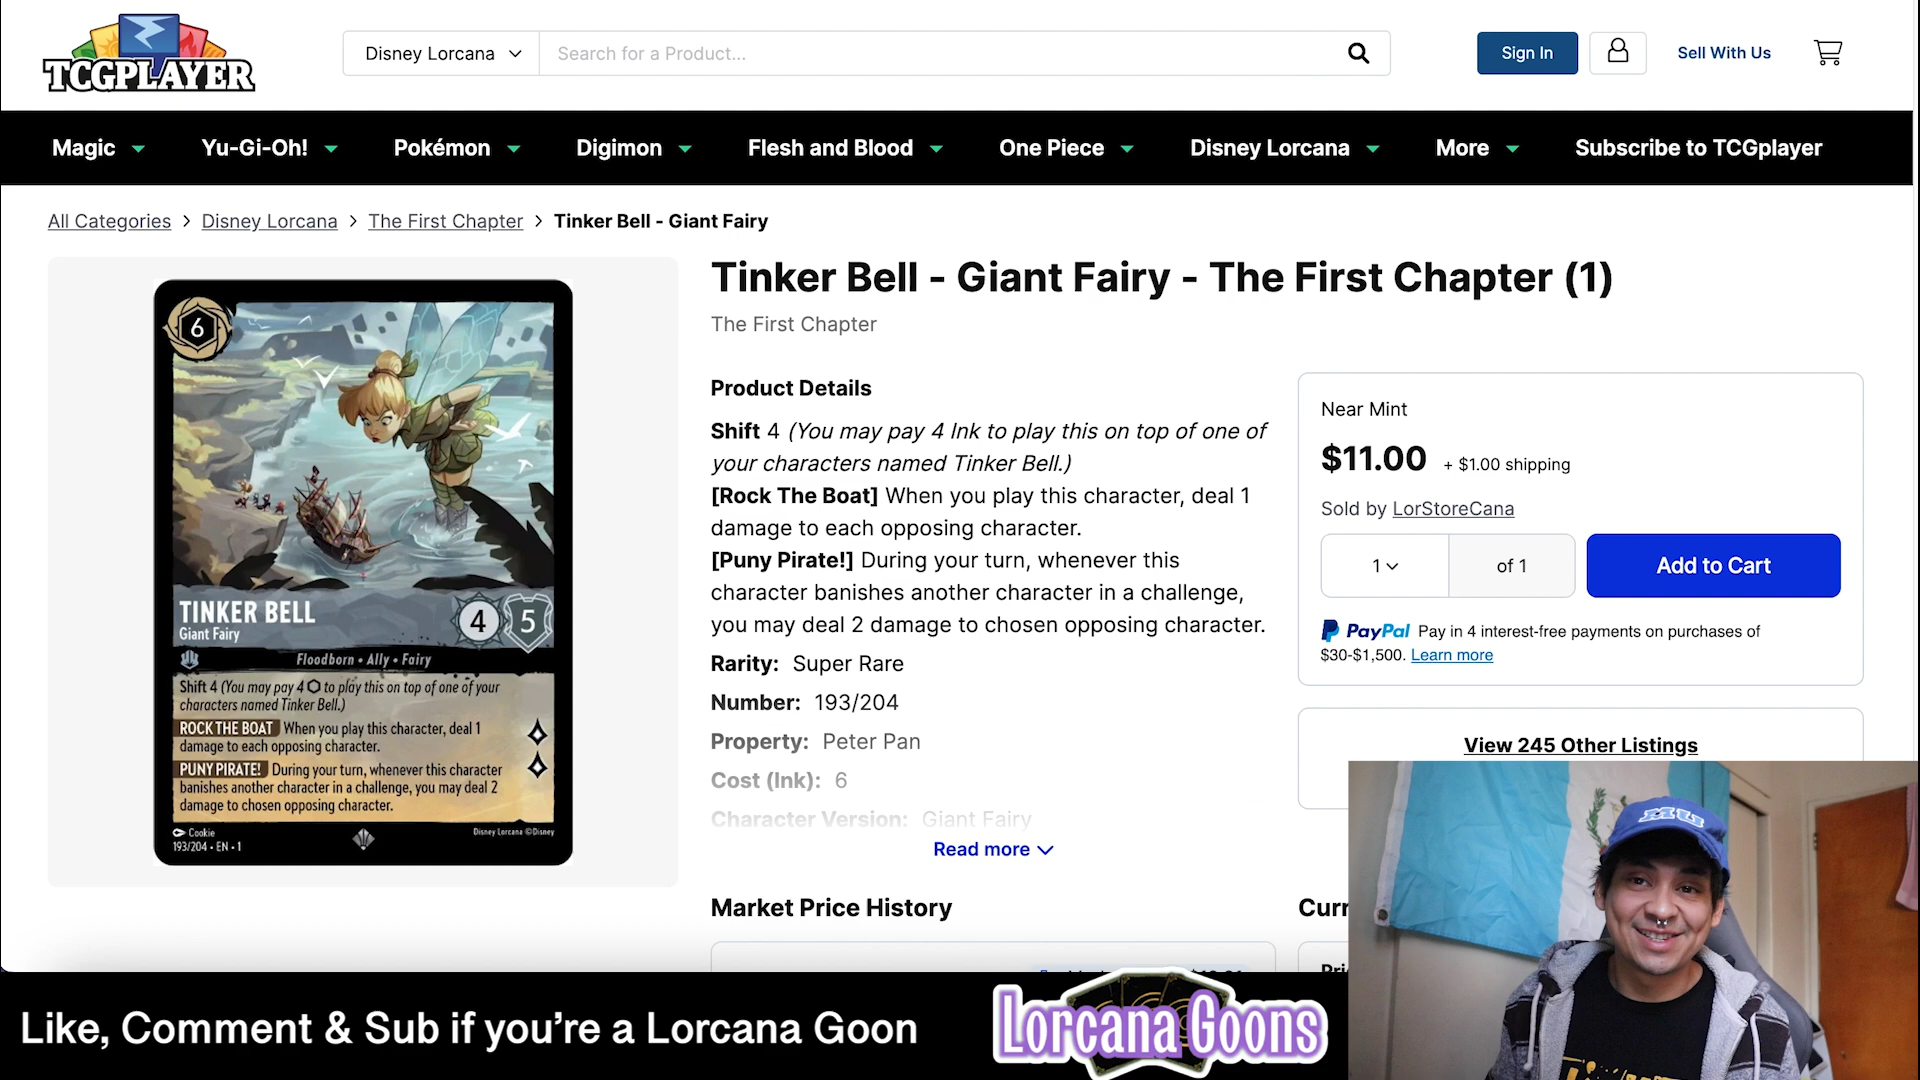 TCGPLAYER
Disney Lorcana
Search for a Product...
Sign In
Sell With Us
Magic
Yu-Gi-Oh!
Pokémon
Digimon
Flesh and Blood
One Piece
Disney Lorcana
More
Subscribe to TCGplayer
All Categories > Disney Lorcana > The First Chapter > Tinker Bell - Giant Fairy
6
TINKER BELL
Giant Fairy
4
5
Floodborn • Ally • Fairy
Shift 4 (You may pay 4 to play this on top of one of your
characters named Tinker Bell.)
ROCK THE BOAT When you play this character, deal 1
damage to each opposing character.
PUNY PIRATE! During your turn, whenever this character
banishes another character in a challenge, you may deal 2
damage to chosen opposing character.
Cookie
193/204 • EN • 1
Disney Lorcana ©Disney
Tinker Bell - Giant Fairy - The First Chapter (1)
The First Chapter
Product Details
Shift 4 (You may pay 4 Ink to play this on top of one of
your characters named Tinker Bell.)
[Rock The Boat] When you play this character, deal 1
damage to each opposing character.
[Puny Pirate!] During your turn, whenever this
character banishes another character in a challenge,
you may deal 2 damage to chosen opposing character.
Rarity: Super Rare
Number: 193/204
Property: Peter Pan
Cost (Ink): 6
Character Version: Giant Fairy
Read more
Near Mint
$11.00 + $1.00 shipping
Sold by LorStoreCana
1
of 1
Add to Cart
PayPal Pay in 4 interest-free payments on purchases of
$30-$1,500. Learn more
View 245 Other Listings
Market Price History
Curr
MU
Like, Comment & Sub if you're a Lorcana Goon
Lorcana Goons